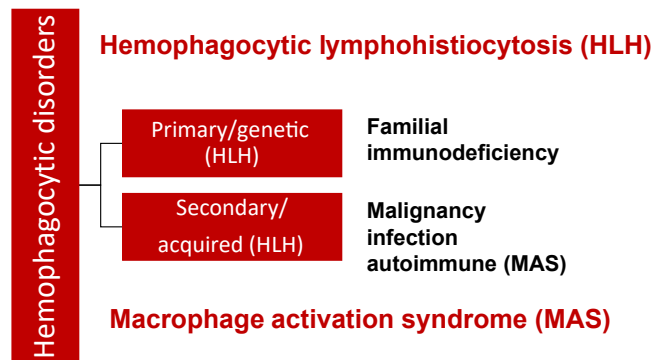 Hemophagocytic disorders
Hemophagocytic lymphohistiocytosis (HLH)
Primary/genetic
(HLH)
Familial
immunodeficiency
Secondary/
acquired (HLH)
Malignancy
infection
autoimmune (MAS)
Macrophage activation syndrome (MAS)